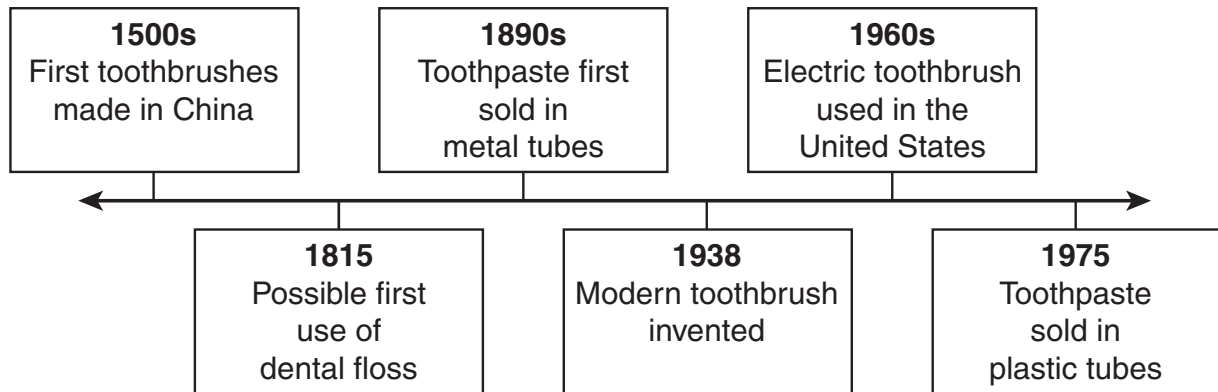 1500s
First toothbrushes
made in China
1890s
Toothpaste first
sold in
metal tubes
1960s
Electric toothbrush
used in the
United States
1815
Possible first
use of
dental floss
1938
Modern toothbrush
invented
1975
Toothpaste
sold in
plastic tubes